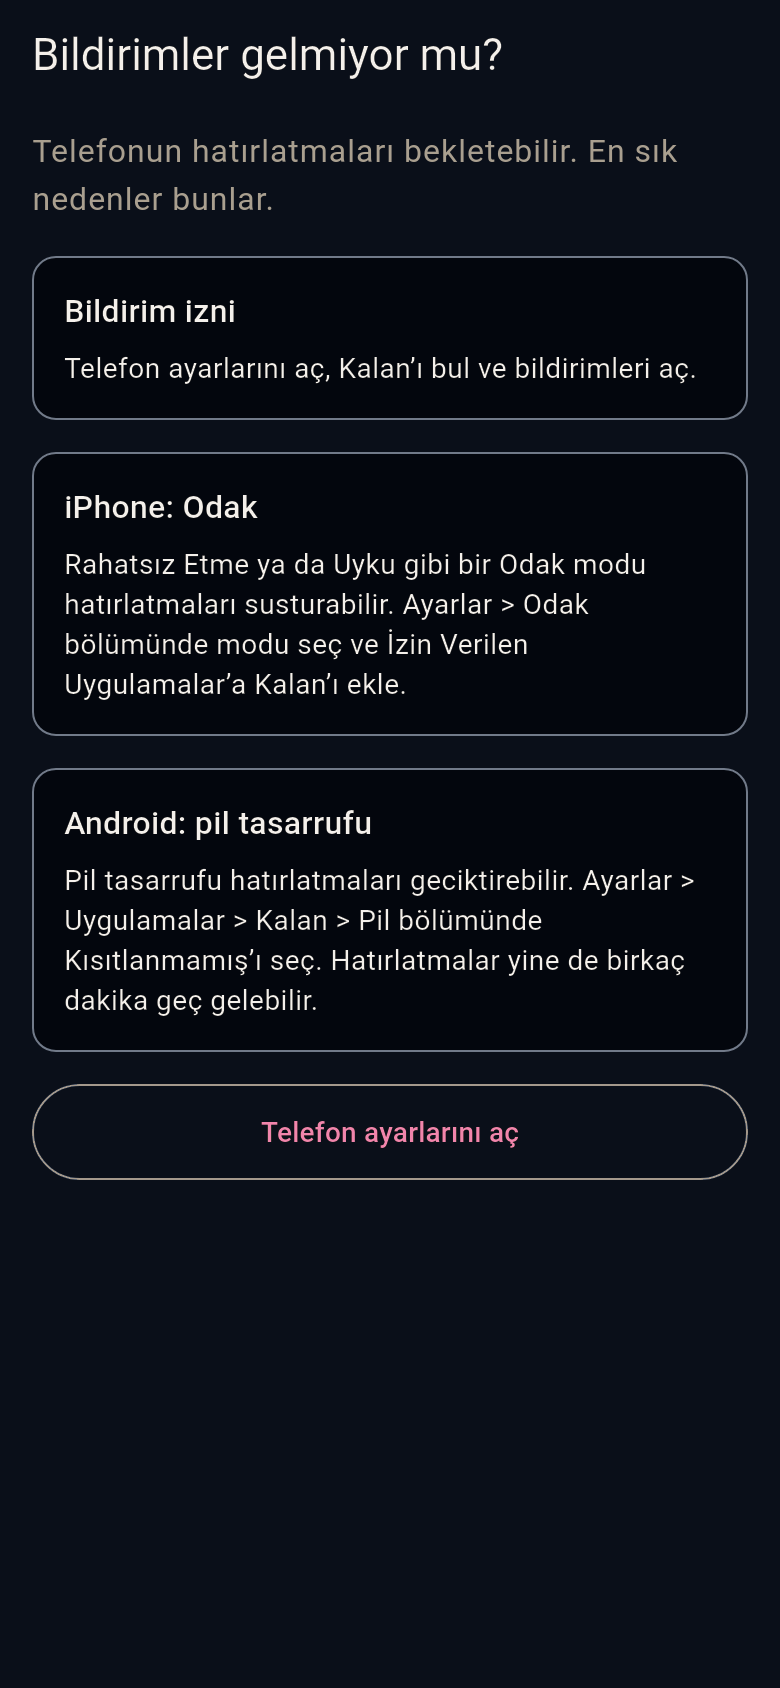 Bildirimler gelmiyor mu?
Telefonun hatırlatmaları bekletebilir. En sık
nedenler bunlar.
Bildirim izni
Telefon ayarlarını aç, Kalan’ı bul ve bildirimleri aç.
iPhone: Odak
Rahatsız Etme ya da Uyku gibi bir Odak modu
hatırlatmaları susturabilir. Ayarlar > Odak
bölümünde modu seç ve İzin Verilen
Uygulamalar’a Kalan’ı ekle.
Android: pil tasarrufu
Pil tasarrufu hatırlatmaları geciktirebilir. Ayarlar >
Uygulamalar > Kalan > Pil bölümünde
Kısıtlanmamış’ı seç. Hatırlatmalar yine de birkaç
dakika geç gelebilir.
Telefon ayarlarını aç